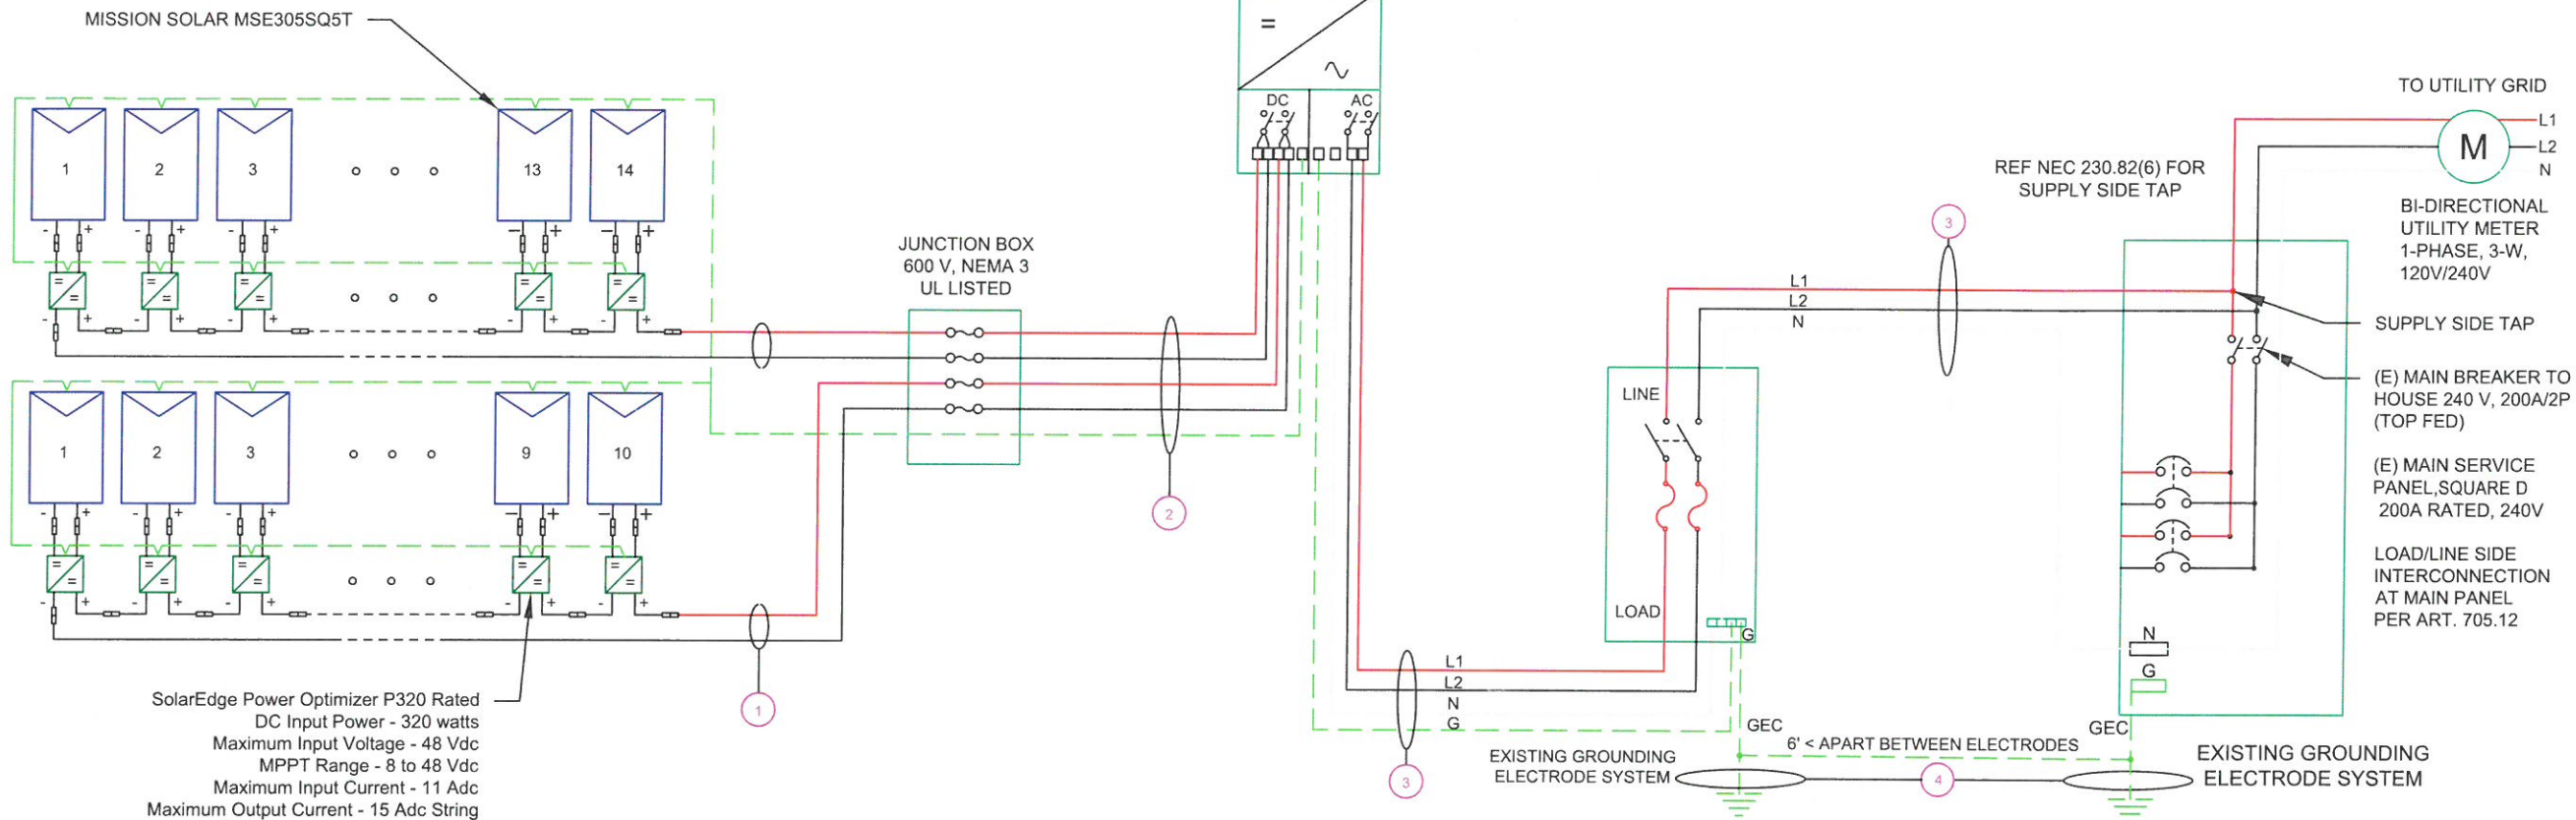 MISSION SOLAR MSE305SQ5T
=
DC
AC
1
2
3
13
14
- + - + - + - + - +
- + - + - + - + - +
JUNCTION BOX
600 V, NEMA 3
UL LISTED
1
2
3
9
10
- + - + - + - + - +
- + - + - + - + - +
1
2
SolarEdge Power Optimizer P320 Rated
DC Input Power - 320 watts
Maximum Input Voltage - 48 Vdc
MPPT Range - 8 to 48 Vdc
Maximum Input Current - 11 Adc
Maximum Output Current - 15 Adc String
L1
L2
N
G
3
LINE
LOAD
G
GEC
L1
L2
N
3
REF NEC 230.82(6) FOR
SUPPLY SIDE TAP
TO UTILITY GRID
M
L1
L2
N
BI-DIRECTIONAL
UTILITY METER
1-PHASE, 3-W,
120V/240V
SUPPLY SIDE TAP
(E) MAIN BREAKER TO
HOUSE 240 V, 200A/2P
(TOP FED)
(E) MAIN SERVICE
PANEL,SQUARE D
200A RATED, 240V
LOAD/LINE SIDE
INTERCONNECTION
AT MAIN PANEL
PER ART. 705.12
N
G
GEC
6' < APART BETWEEN ELECTRODES
EXISTING GROUNDING
ELECTRODE SYSTEM
4
EXISTING GROUNDING
ELECTRODE SYSTEM